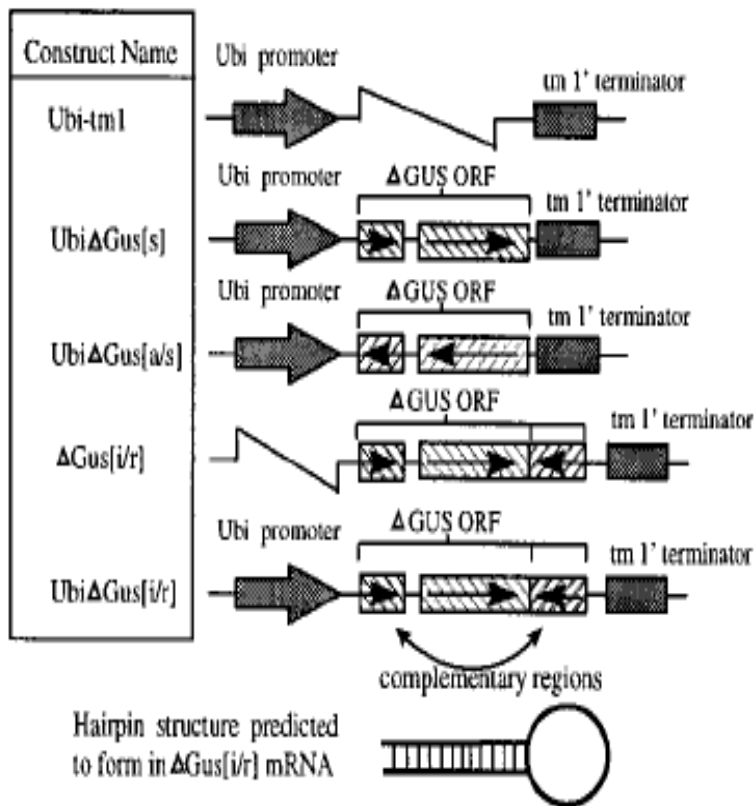 Construct Name
Ubi promoter
tm 1' terminator
Ubi-tm1
Ubi promoter
ΔGUS ORF
tm 1' terminator
UbiΔGus[s]
Ubi promoter
ΔGUS ORF
tm 1' terminator
UbiΔGus[a/s]
ΔGUS ORF
tm 1' terminator
ΔGus[i/r]
Ubi promoter
ΔGUS ORF
tm 1' terminator
UbiΔGus[i/r]
complementary regions
Hairpin structure predicted
to form in ΔGus[i/r] mRNA